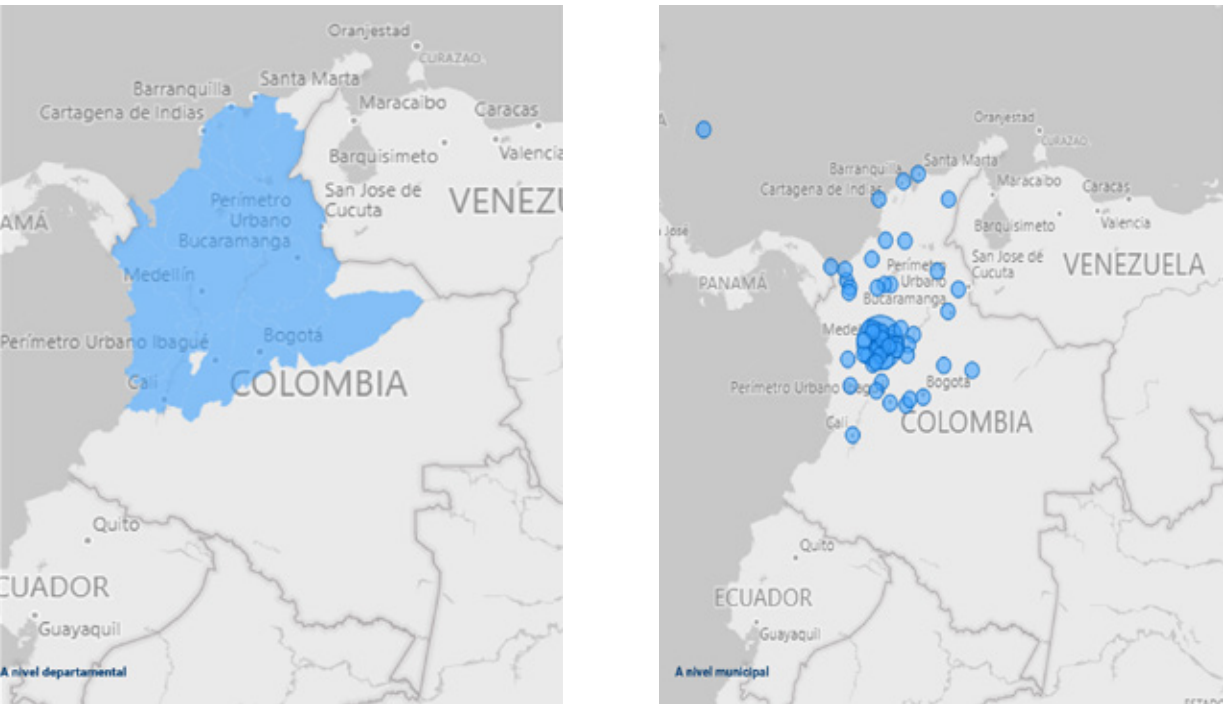 Oranjestad
CURAZAO
Santa Marta
Barranquilla
Cartagena de Indias
Maracaibo
Caracas
Barquisimeto
Valencia
San Jose de
Cucuta
VENEZU
Perímetro
Urbano
Bucaramanga
AMÁ
Medellín
Perímetro Urbano Ibagué
Bogotá
Cali
COLOMBIA
Quito
CUADOR
Guayaquil
A nivel departamental
A
Oranjestad
CURAZAO
Barranquilla
Santa Marta
Cartagena de Indias
Maracaibo
Caracas
Barquisimeto
Valencia
José
San Jose de
Cucuta
VENEZUELA
PANAMÁ
Perímetro
Urbano
Bucaramanga
Mede
Perímetro Urbano
Bogotá
Cali
COLOMBIA
Quito
ECUADOR
Guayaquil
A nivel municipal